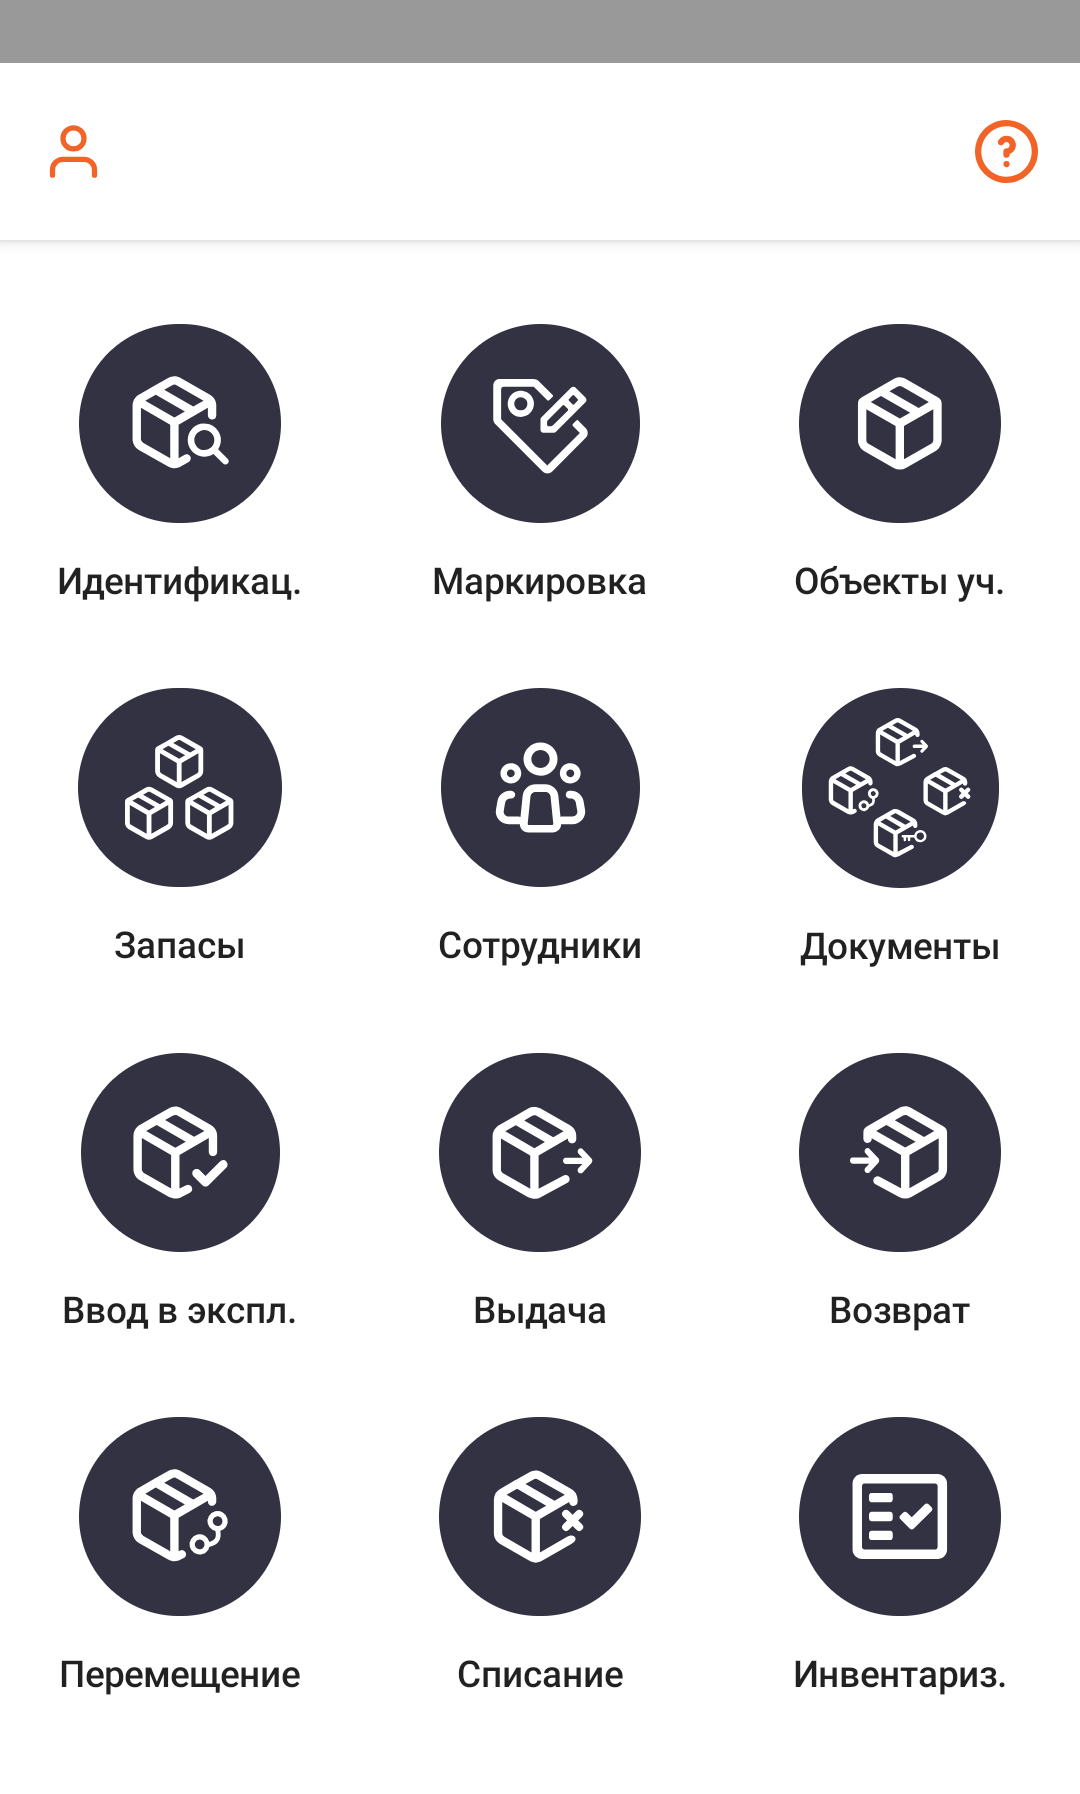 Идентификац.
Маркировка
Объекты уч.
Запасы
Сотрудники
Документы
Ввод в экспл.
Выдача
Возврат
Перемещение
Списание
Инвентариз.